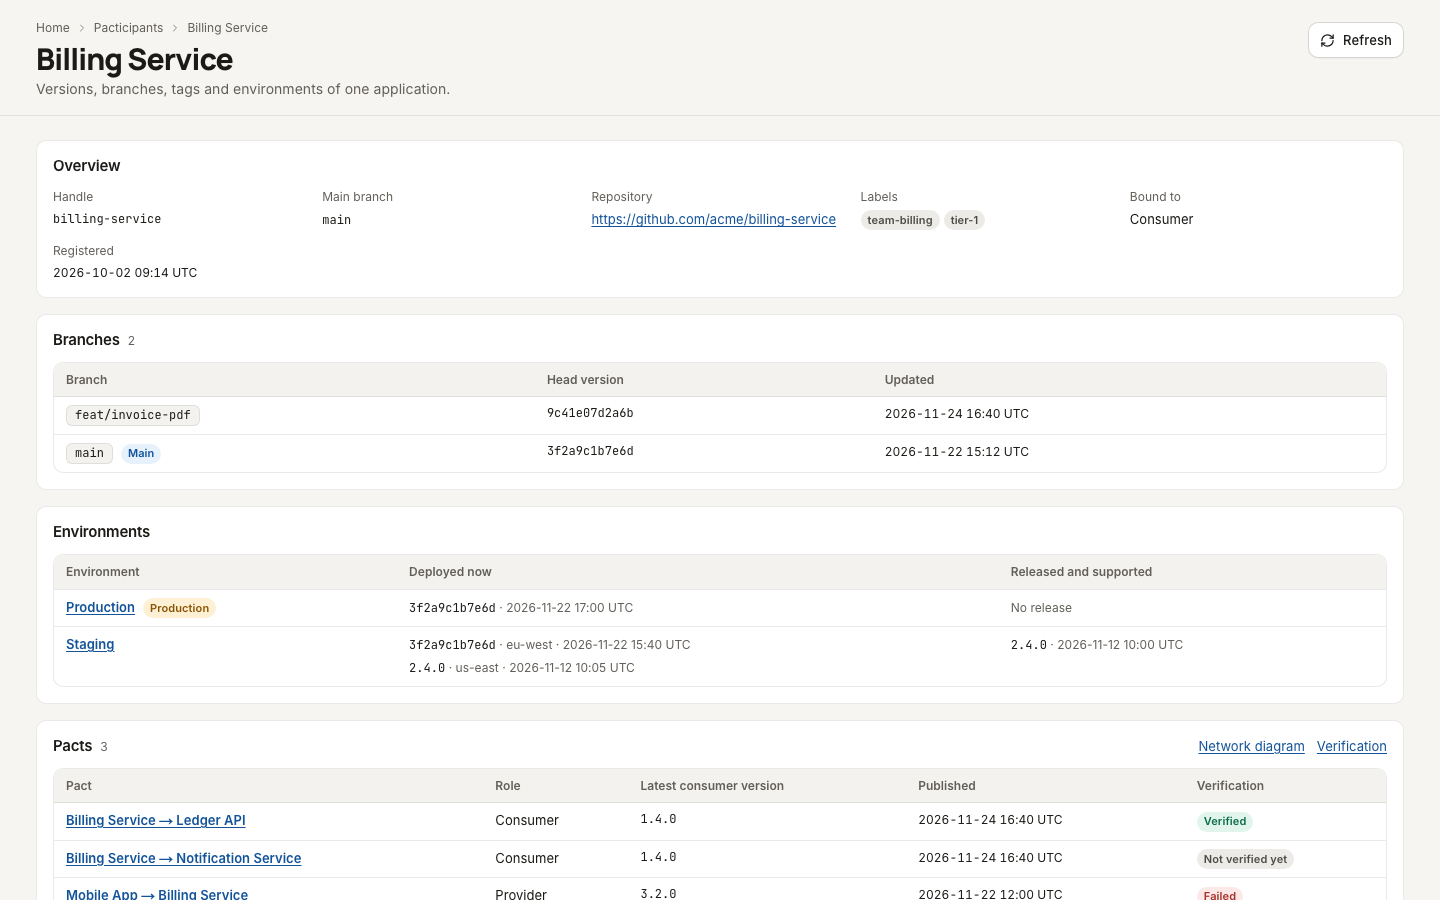 Home > Pacticipants > Billing Service
Billing Service
Versions, branches, tags and environments of one application.
Refresh
Overview
Handle Main branch Repository Labels Bound to
billing-service main https://github.com/acme/billing-service team-billing tier-1 Consumer
Registered
2026-10-02 09:14 UTC
Branches 2
Branch Head version Updated
feat/invoice-pdf 9c41e07d2a6b 2026-11-24 16:40 UTC
main Main 3f2a9c1b7e6d 2026-11-22 15:12 UTC
Environments
Environment Deployed now Released and supported
Production Production 3f2a9c1b7e6d · 2026-11-22 17:00 UTC No release
Staging 3f2a9c1b7e6d · eu-west · 2026-11-22 15:40 UTC 2.4.0 · 2026-11-12 10:00 UTC
2.4.0 · us-east · 2026-11-12 10:05 UTC
Pacts 3 Network diagram Verification
Pact Role Latest consumer version Published Verification
Billing Service → Ledger API Consumer 1.4.0 2026-11-24 16:40 UTC Verified
Billing Service → Notification Service Consumer 1.4.0 2026-11-24 16:40 UTC Not verified yet
Mobile App → Billing Service Provider 3.2.0 2026-11-22 12:00 UTC Failed